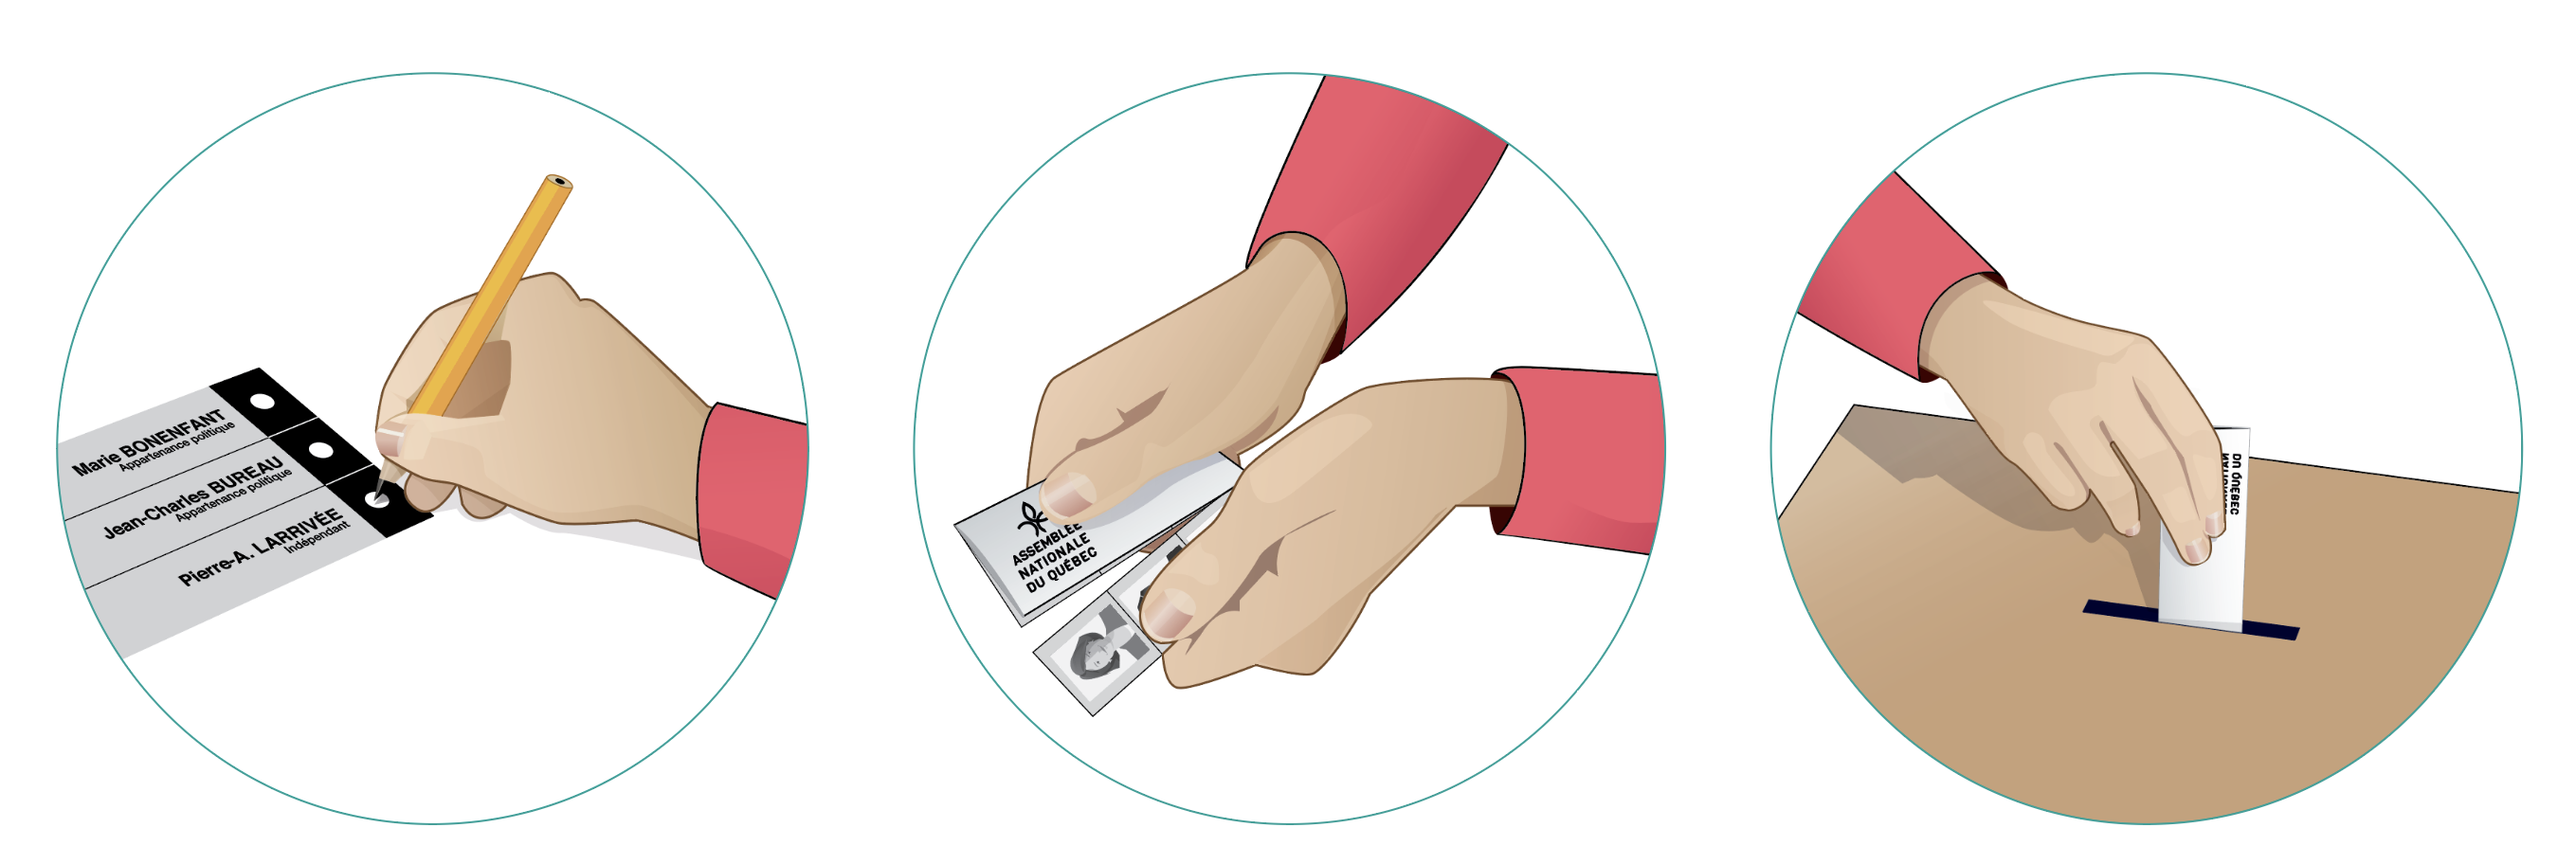 Marie BONENFANT
Appartenance politique
Jean-Charles BUREAU
Appartenance politique
Pierre-A. LARRIVÉE
Indépendant
ASSEMBLÉE
NATIONALE
DU QUÉBEC
DU QUÉBEC